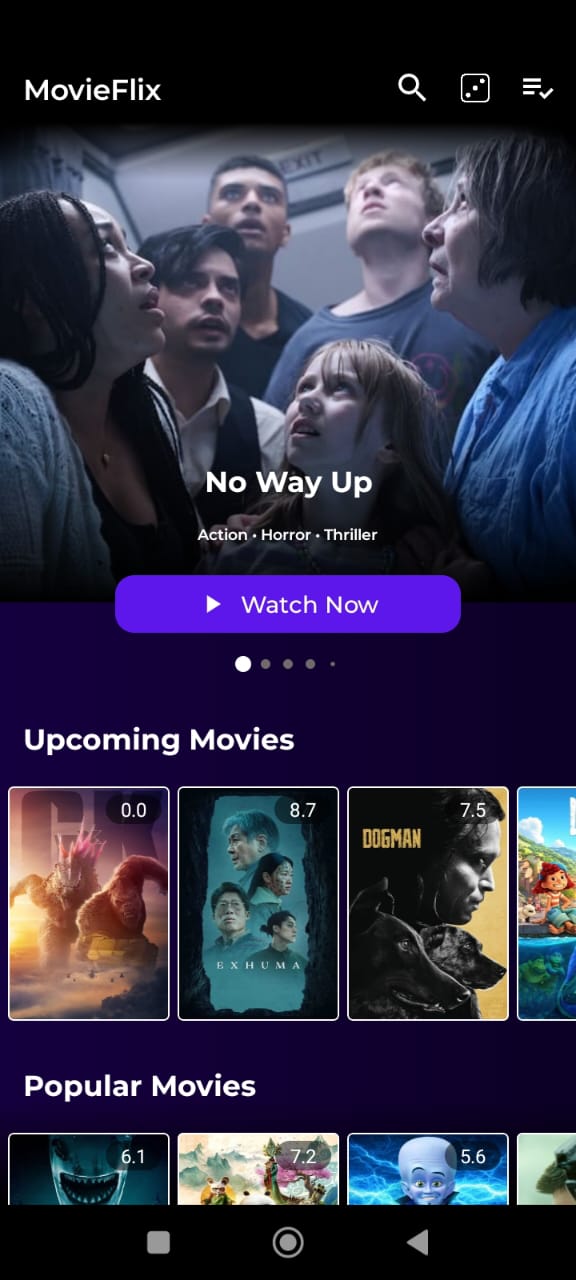 MovieFlix
EXIT
No Way Up
Action • Horror • Thriller
Watch Now
Upcoming Movies
0.0
8.7
7.5
GK
DOGMAN
EXHUMA
Popular Movies
6.1
7.2
5.6